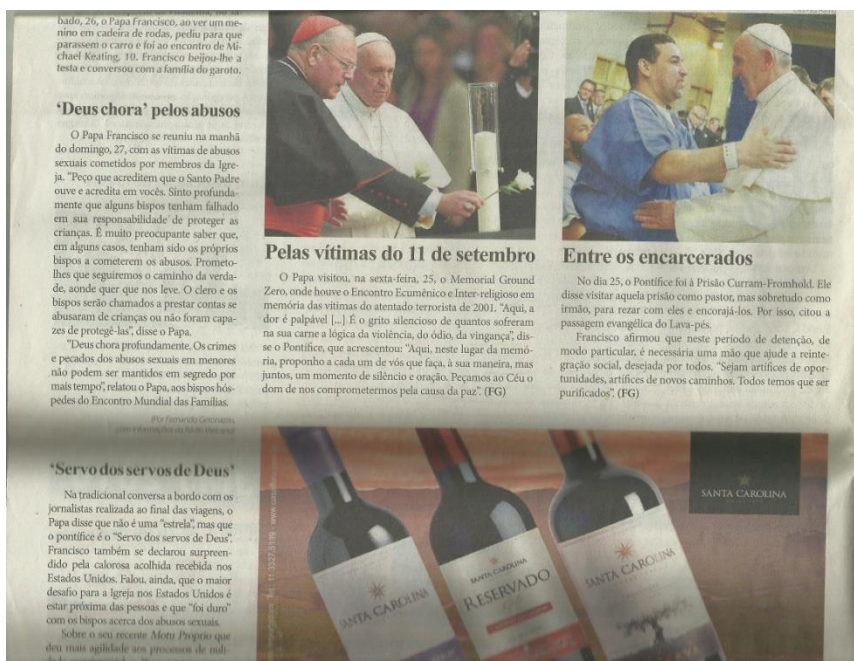 bado, 26, o Papa Francisco, ao ver um me-
nino em cadeira de rodas, pediu para que
parassem o carro e foi ao encontro de Mi-
chael Keating, 10. Francisco beijou-lhe a
testa e conversou com a família do garoto.
'Deus chora' pelos abusos
O Papa Francisco se reuniu na manhã
do domingo, 27, com as vítimas de abusos
sexuais cometidos por membros da Igre-
ja. "Peço que acreditem que o Santo Padre
ouve e acredita em vocês. Sinto profunda-
mente que alguns bispos tenham falhado
em sua responsabilidade de proteger as
crianças. É muito preocupante saber que,
em alguns casos, tenham sido os próprios
bispos a cometerem os abusos. Prometo-
lhes que seguiremos o caminho da verda-
de, aonde quer que nos leve. O clero e os
bispos serão chamados a prestar contas se
abusaram de crianças ou não foram capa-
zes de protegê-las", disse o Papa.
"Deus chora profundamente. Os crimes
e pecados dos abusos sexuais em menores
não podem ser mantidos em segredo por
mais tempo", relatou o Papa, aos bispos hós-
pedes do Encontro Mundial das Famílias.
(Por Fernando Geronazzo,
com informações da Rádio Vaticano)
'Servo dos servos de Deus'
Na tradicional conversa a bordo com os
jornalistas realizada ao final das viagens, o
Papa disse que não é uma "estrela", mas que
o pontífice é o "Servo dos servos de Deus".
Francisco também se declarou surpreen-
dido pela calorosa acolhida recebida nos
Estados Unidos. Falou, ainda, que o maior
desafio para a Igreja nos Estados Unidos é
estar próxima das pessoas e que "foi duro"
com os bispos acerca dos abusos sexuais.
Sobre o seu recente Motu Proprio que
deu mais agilidade aos processos de nuli-
Pelas vítimas do 11 de setembro
O Papa visitou, na sexta-feira, 25, o Memorial Ground
Zero, onde houve o Encontro Ecumênico e Inter-religioso em
memória das vítimas do atentado terrorista de 2001. "Aqui, a
dor é palpável [...] É o grito silencioso de quantos sofreram
na sua carne a lógica da violência, do ódio, da vingança", dis-
se o Pontífice, que acrescentou: "Aqui, neste lugar da memó-
ria, proponho a cada um de vós que faça, à sua maneira, mas
juntos, um momento de silêncio e oração. Peçamos ao Céu o
dom de nos comprometermos pela causa da paz". (FG)
Entre os encarcerados
No dia 25, o Pontífice foi à Prisão Curram-Fromhold. Ele
disse visitar aquela prisão como pastor, mas sobretudo como
irmão, para rezar com eles e encorajá-los. Por isso, citou a
passagem evangélica do Lava-pés.
Francisco afirmou que neste período de detenção, de
modo particular, é necessária uma mão que ajude a reinte-
gração social, desejada por todos. "Sejam artífices de opor-
tunidades, artífices de novos caminhos. Todos temos que ser
purificados". (FG)
SANTA CAROLINA
SANTA CAROLINA
SANTA CAROLINA
RESERVADO
SANTA CAROLINA